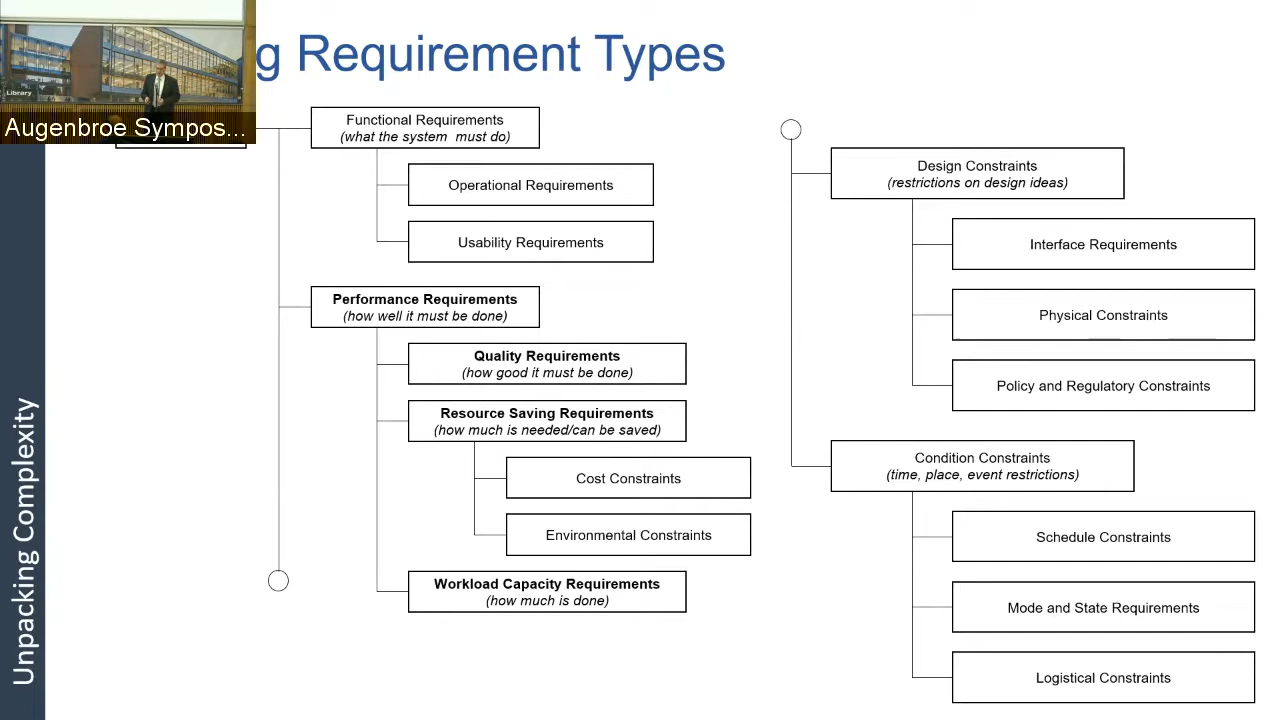 g Requirement Types
Library
Augenbroe Sympos...
Functional Requirements
(what the system must do)
Operational Requirements
Usability Requirements
Performance Requirements
(how well it must be done)
Quality Requirements
(how good it must be done)
Resource Saving Requirements
(how much is needed/can be saved)
Cost Constraints
Environmental Constraints
Workload Capacity Requirements
(how much is done)
Design Constraints
(restrictions on design ideas)
Interface Requirements
Physical Constraints
Policy and Regulatory Constraints
Condition Constraints
(time, place, event restrictions)
Schedule Constraints
Mode and State Requirements
Logistical Constraints
Unpacking Complexity